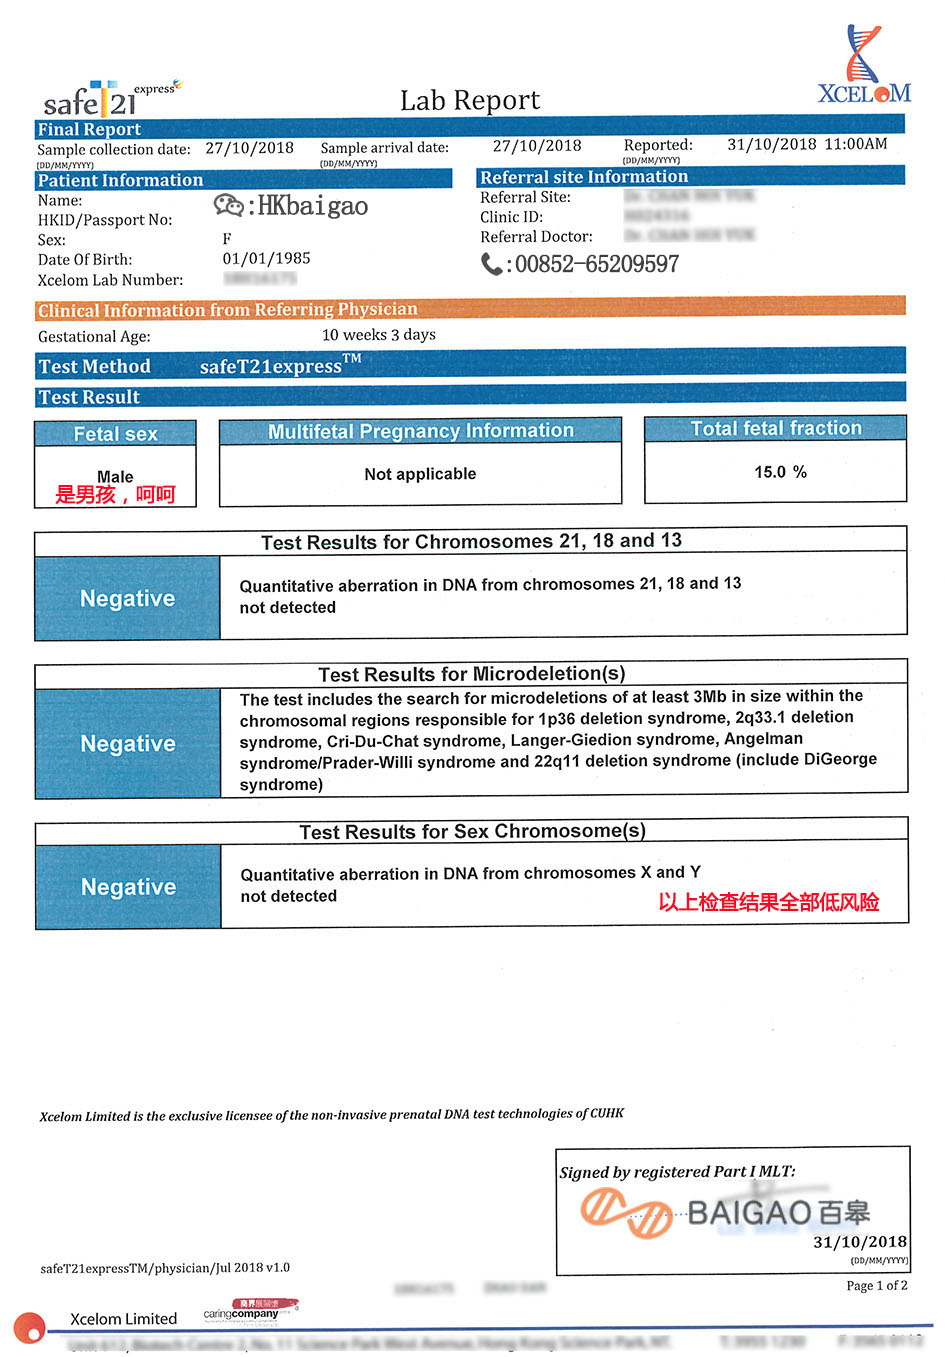 safeT21 express
Lab Report
XCELOM
Final Report
Sample collection date: 27/10/2018 Sample arrival date: 27/10/2018 Reported: 31/10/2018 11:00AM
(DD/MM/YYYY) (DD/MM/YYYY) (DD/MM/YYYY)
Patient Information
Name: :HKbaigao
HKID/Passport No:
Sex: F
Date Of Birth: 01/01/1985
Xcelom Lab Number:
Referral site Information
Referral Site:
Clinic ID:
Referral Doctor:
:00852-65209597
Clinical Information from Referring Physician
Gestational Age: 10 weeks 3 days
Test Method safeT21express™
Test Result
Fetal sex
Male
是男孩，呵呵
Multifetal Pregnancy Information
Not applicable
Total fetal fraction
15.0 %
Test Results for Chromosomes 21, 18 and 13
Negative
Quantitative aberration in DNA from chromosomes 21, 18 and 13
not detected
Test Results for Microdeletion(s)
Negative
The test includes the search for microdeletions of at least 3Mb in size within the
chromosomal regions responsible for 1p36 deletion syndrome, 2q33.1 deletion
syndrome, Cri-Du-Chat syndrome, Langer-Giedion syndrome, Angelman
syndrome/Prader-Willi syndrome and 22q11 deletion syndrome (include DiGeorge
syndrome)
Test Results for Sex Chromosome(s)
Negative
Quantitative aberration in DNA from chromosomes X and Y
not detected
以上检查结果全部低风险
Xcelom Limited is the exclusive licensee of the non-invasive prenatal DNA test technologies of CUHK
Signed by registered Part I MLT:
BAIGAO 百皋
31/10/2018
(DD/MM/YYYY)
safeT21expressTM/physician/Jul 2018 v1.0
Page 1 of 2
Xcelom Limited
商界展關懷
caringcompany